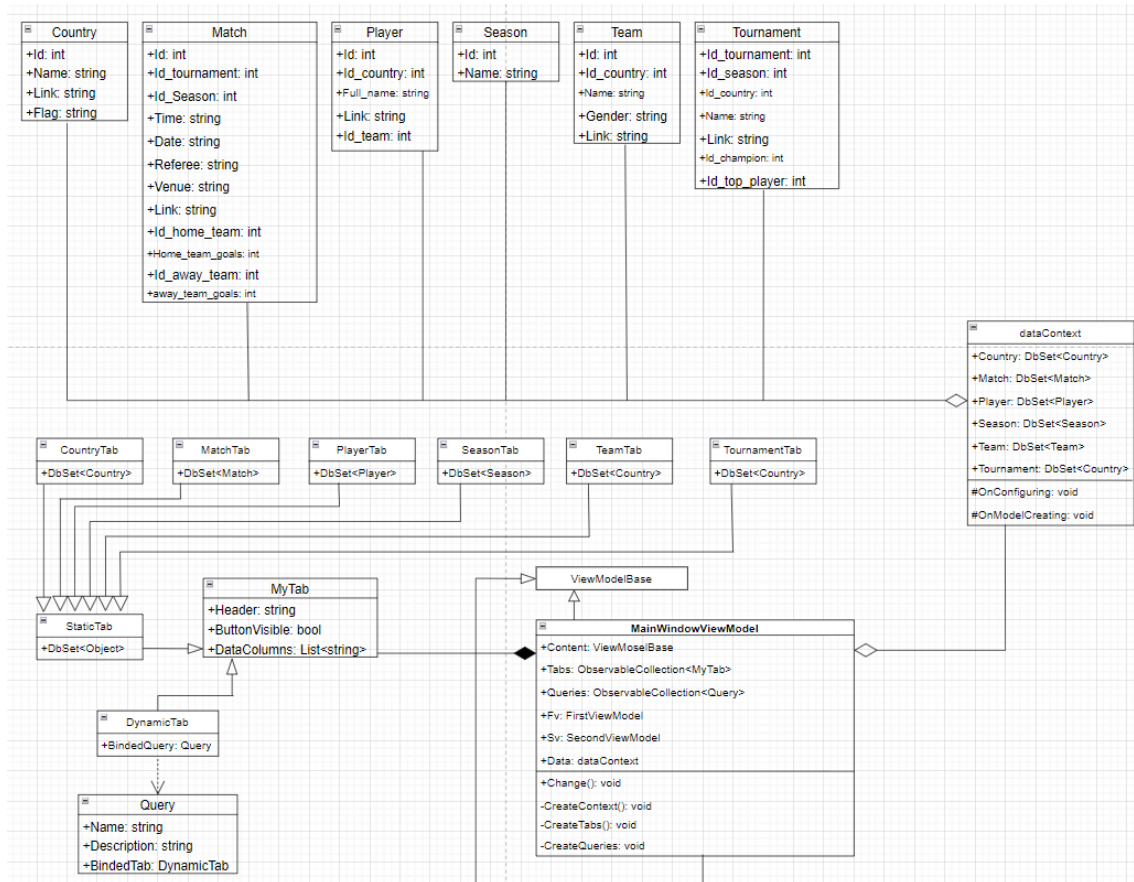 Country
+Id: int
+Name: string
+Link: string
+Flag: string
Match
+Id: int
+Id_tournament: int
+Id_Season: int
+Time: string
+Date: string
+Referee: string
+Venue: string
+Link: string
+Id_home_team: int
+Home_team_goals: int
+Id_away_team: int
+away_team_goals: int
Player
+Id: int
+Id_country: int
+Full_name: string
+Link: string
+Id_team: int
Season
+Id: int
+Name: string
Team
+Id: int
+Id_country: int
+Name: string
+Gender: string
+Link: string
Tournament
+Id_tournament: int
+Id_season: int
+Id_country: int
+Name: string
+Link: string
+Id_champion: int
+Id_top_player: int
dataContext
+Country: DbSet<Country>
+Match: DbSet<Match>
+Player: DbSet<Player>
+Season: DbSet<Season>
+Team: DbSet<Team>
+Tournament: DbSet<Country>
#OnConfiguring: void
#OnModelCreating: void
CountryTab
+DbSet<Country>
MatchTab
+DbSet<Match>
PlayerTab
+DbSet<Player>
SeasonTab
+DbSet<Season>
TeamTab
+DbSet<Country>
TournamentTab
+DbSet<Country>
StaticTab
+DbSet<Object>
MyTab
+Header: string
+ButtonVisible: bool
+DataColumns: List<string>
ViewModelBase
MainWindowViewModel
+Content: ViewMoselBase
+Tabs: ObservableCollection<MyTab>
+Queries: ObservableCollection<Query>
+Fv: FirstViewModel
+Sv: SecondViewModel
+Data: dataContext
+Change(): void
-CreateContext(): void
-CreateTabs(): void
-CreateQueries: void
DynamicTab
+BindedQuery: Query
Query
+Name: string
+Description: string
+BindedTab: DynamicTab